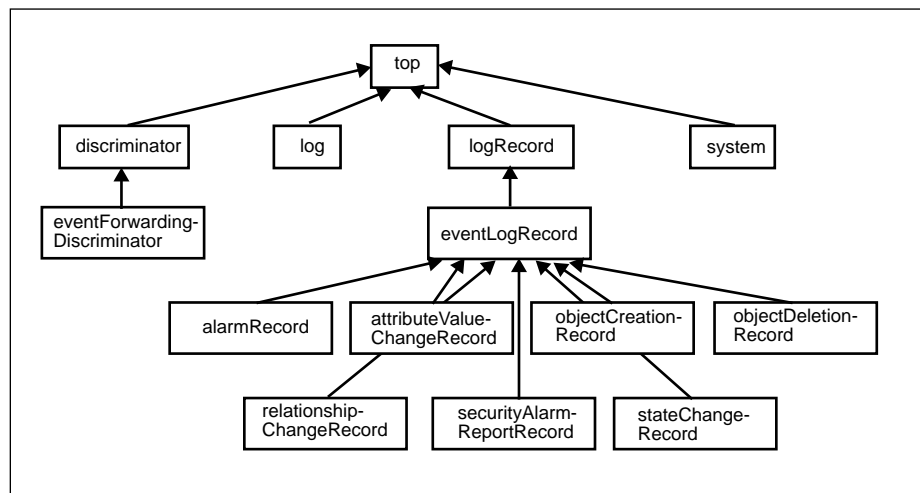 top
discriminator
log
logRecord
system
eventForwarding-
Discriminator
eventLogRecord
alarmRecord
attributeValue-
ChangeRecord
objectCreation-
Record
objectDeletion-
Record
relationship-
ChangeRecord
securityAlarm-
ReportRecord
stateChange-
Record